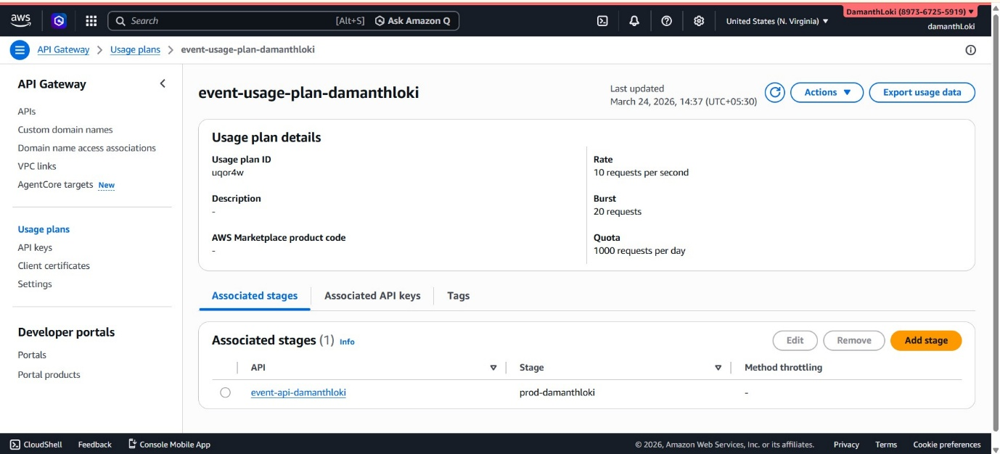 aws
Search [Alt+S] Ask Amazon Q
United States (N. Virginia)
DamanthLoki (8973-6725-5919)
damanthLoki
API Gateway > Usage plans > event-usage-plan-damanthloki
API Gateway
APIs
Custom domain names
Domain name access associations
VPC links
AgentCore targets New
Usage plans
API keys
Client certificates
Settings
Developer portals
Portals
Portal products
event-usage-plan-damanthloki
Last updated
March 24, 2026, 14:37 (UTC+05:30)
Actions
Export usage data
Usage plan details
Usage plan ID
uqor4w
Description
-
AWS Marketplace product code
-
Rate
10 requests per second
Burst
20 requests
Quota
1000 requests per day
Associated stages Associated API keys Tags
Associated stages (1) Info
Edit Remove Add stage
API Stage Method throttling
event-api-damanthloki prod-damanthloki -
CloudShell Feedback Console Mobile App
© 2026, Amazon Web Services, Inc. or its affiliates. Privacy Terms Cookie preferences